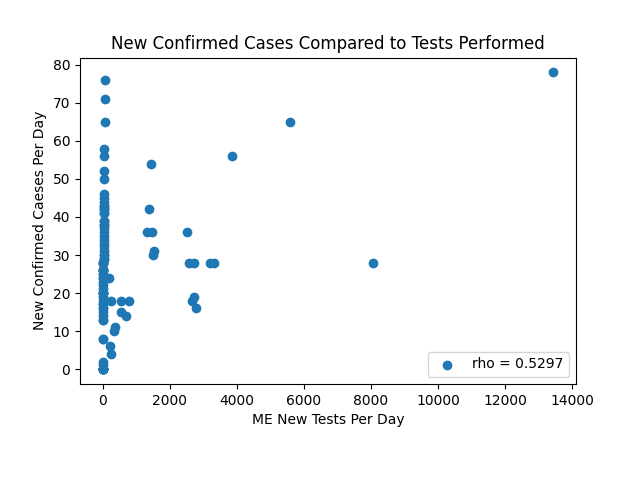 New Confirmed Cases Compared to Tests Performed
80
70
60
50
40
30
20
10
0
New Confirmed Caeses Per Day
rho = 0.5297
0 2000 4000 6000 8000 10000 12000 14000
ME New Tests Per Day